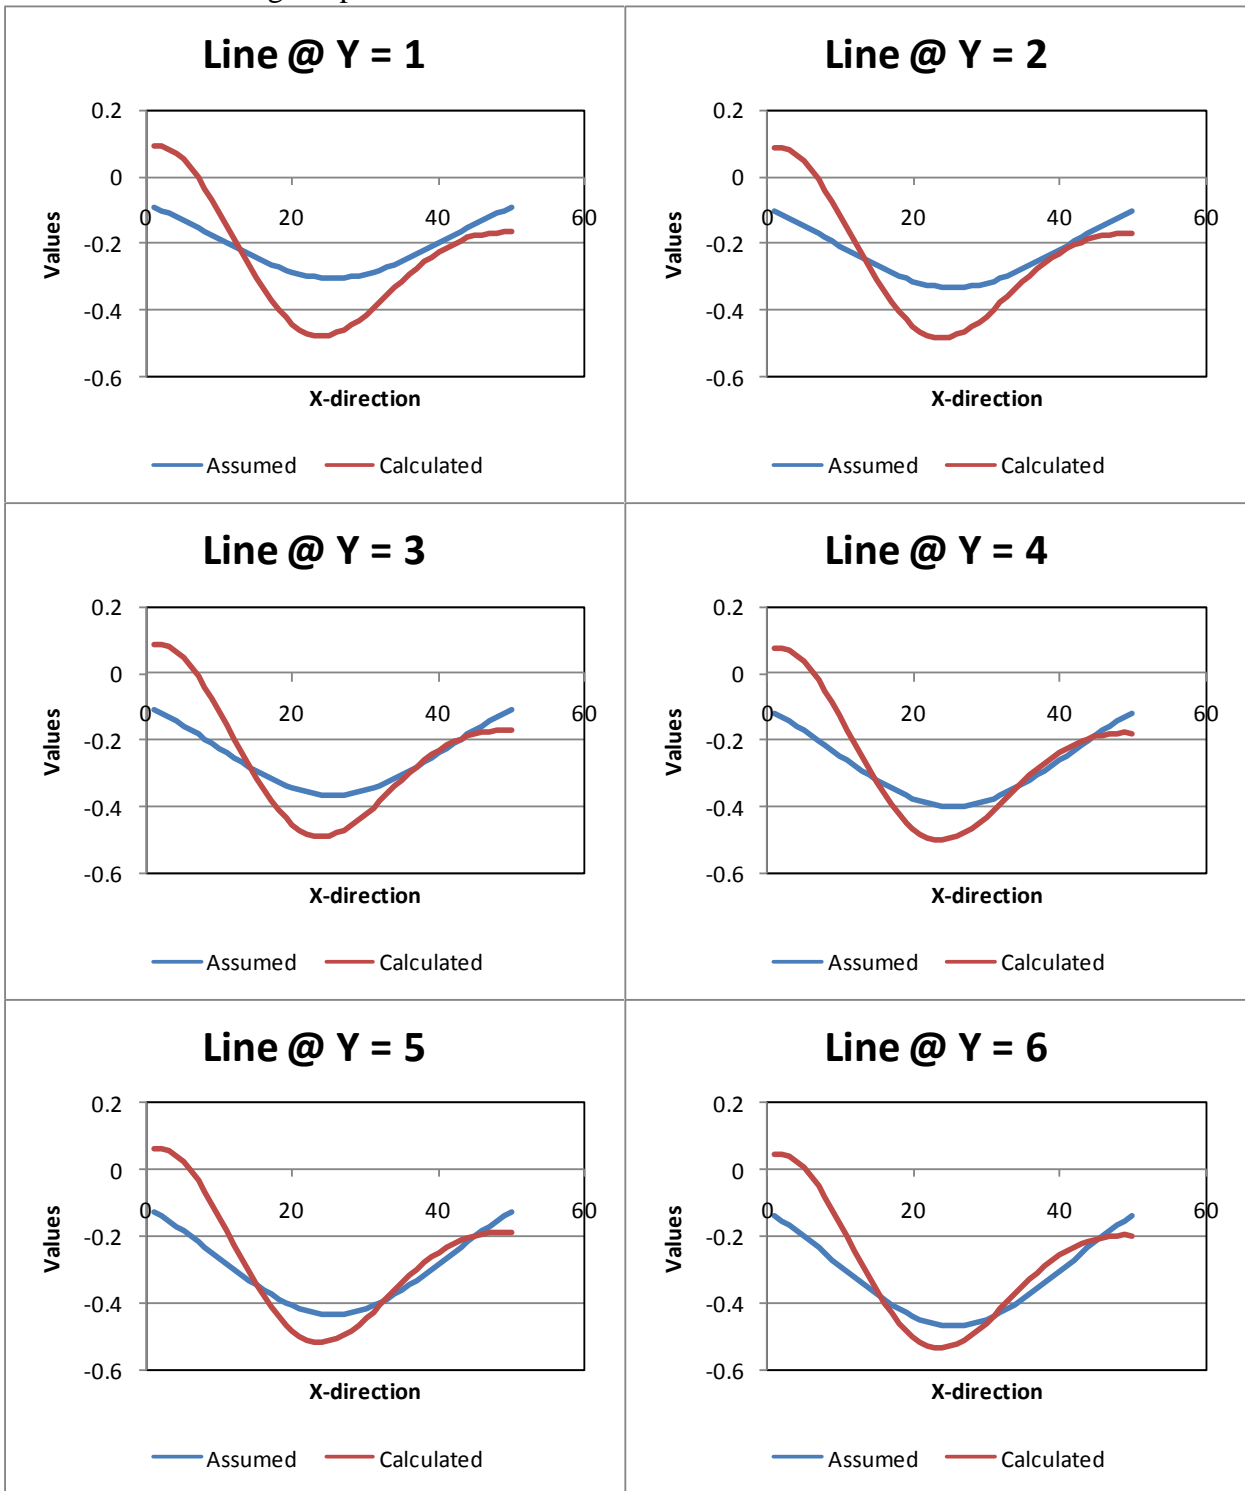 Line @ Y = 1
0.2
0
-0.2
-0.4
-0.6
0 20 40 60
Values
X-direction
Assumed Calculated
Line @ Y = 2
0.2
0
-0.2
-0.4
-0.6
0 20 40 60
Values
X-direction
Assumed Calculated
Line @ Y = 3
0.2
0
-0.2
-0.4
-0.6
0 20 40 60
Values
X-direction
Assumed Calculated
Line @ Y = 4
0.2
0
-0.2
-0.4
-0.6
0 20 40 60
Values
X-direction
Assumed Calculated
Line @ Y = 5
0.2
0
-0.2
-0.4
-0.6
0 20 40 60
Values
X-direction
Assumed Calculated
Line @ Y = 6
0.2
0
-0.2
-0.4
-0.6
0 20 40 60
Values
X-direction
Assumed Calculated